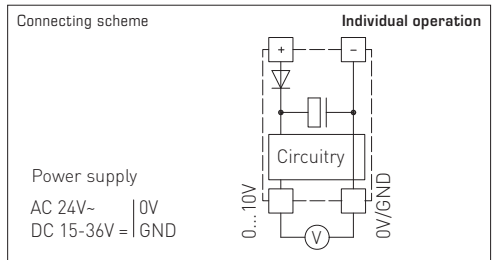 Connecting scheme
Individual operation
+
−
Circuitry
Power supply
AC 24V~ 0V
DC 15-36V = GND
0...10V
0V/GND
V